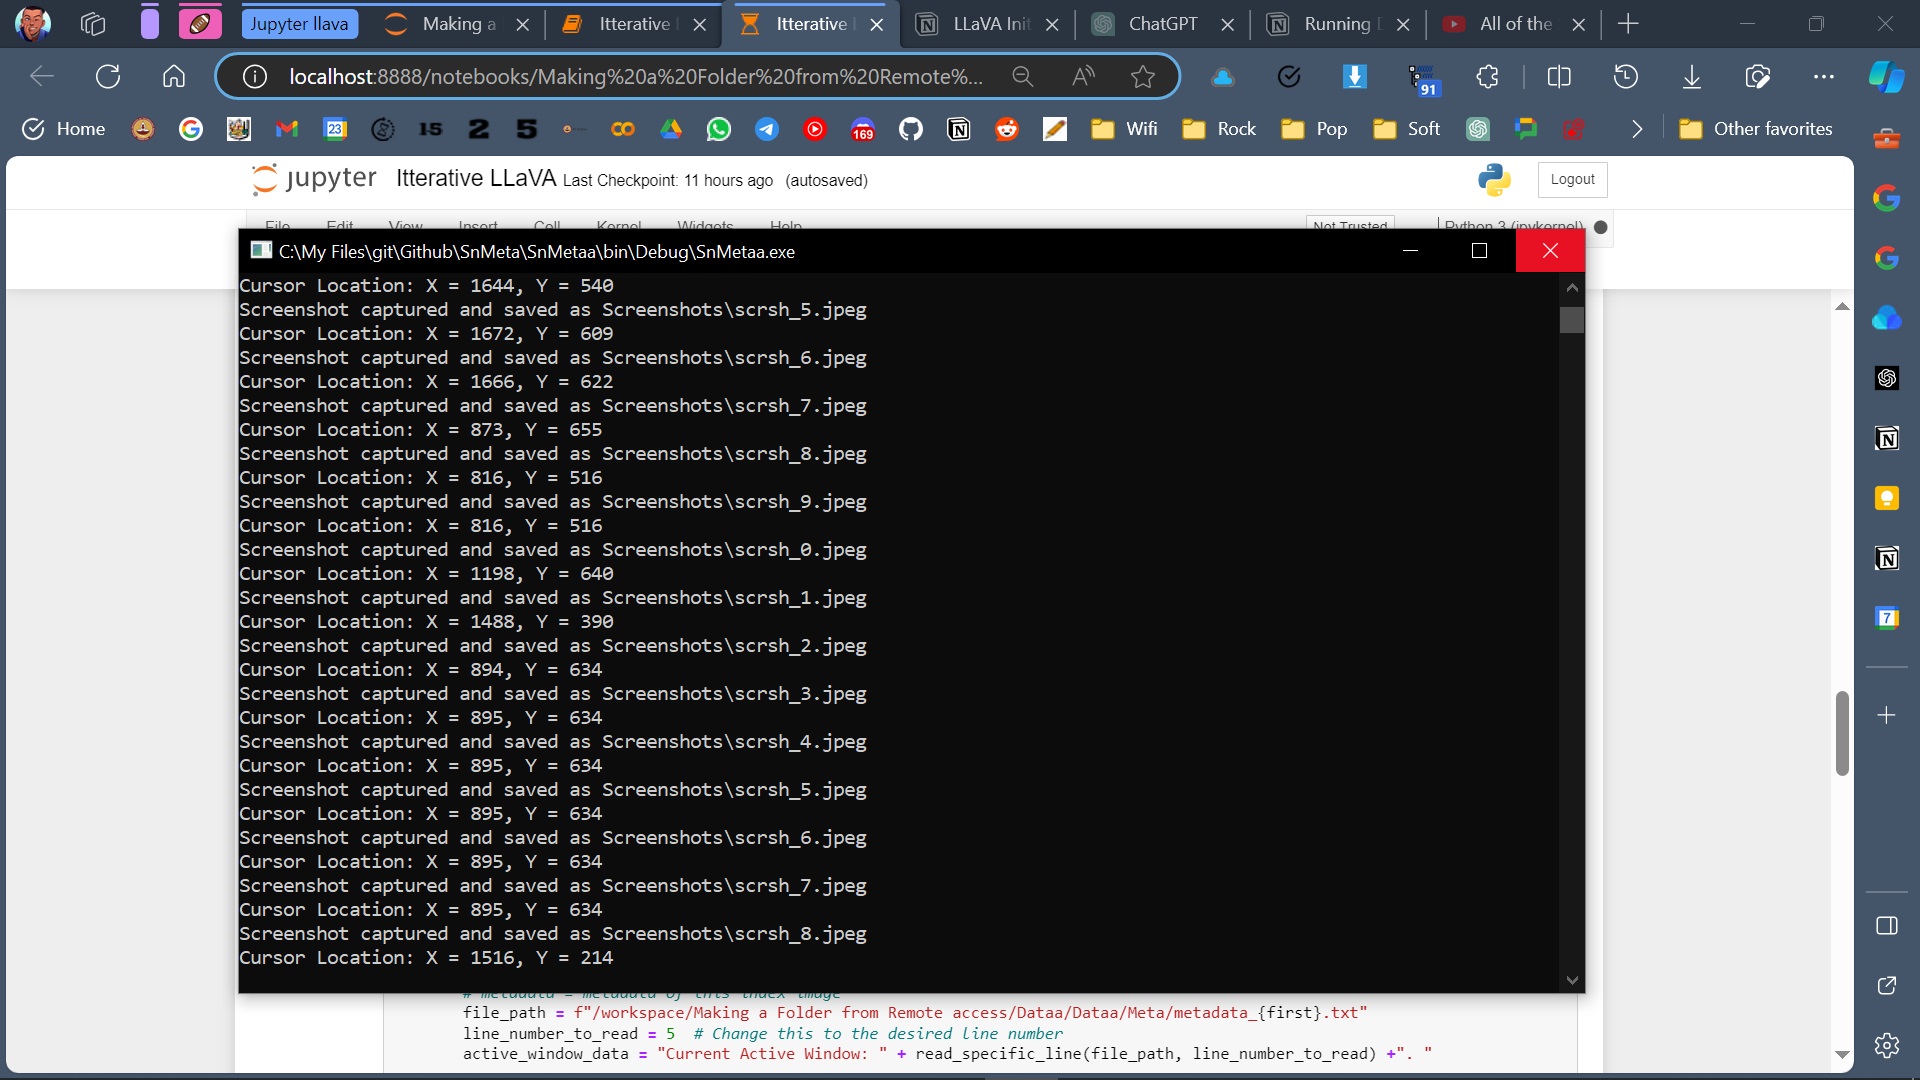 Jupyter llava
Making a
Itterative
Itterative
LLaVA Init
ChatGPT
Running
All of the
localhost:8888/notebooks/Making%20a%20Folder%20from%20Remote%...
91
Home
23
15
2
5
169
Wifi
Rock
Pop
Soft
Other favorites
jupyter Itterative LLaVA Last Checkpoint: 11 hours ago (autosaved)
Logout
File Edit View Insert Cell Kernel Widgets Help
Not Trusted
Python 3 (ipykernel)
C:\My Files\git\Github\SnMeta\SnMetaa\bin\Debug\SnMetaa.exe
Cursor Location: X = 1644, Y = 540
Screenshot captured and saved as Screenshots\scrsh_5.jpeg
Cursor Location: X = 1672, Y = 609
Screenshot captured and saved as Screenshots\scrsh_6.jpeg
Cursor Location: X = 1666, Y = 622
Screenshot captured and saved as Screenshots\scrsh_7.jpeg
Cursor Location: X = 873, Y = 655
Screenshot captured and saved as Screenshots\scrsh_8.jpeg
Cursor Location: X = 816, Y = 516
Screenshot captured and saved as Screenshots\scrsh_9.jpeg
Cursor Location: X = 816, Y = 516
Screenshot captured and saved as Screenshots\scrsh_0.jpeg
Cursor Location: X = 1198, Y = 640
Screenshot captured and saved as Screenshots\scrsh_1.jpeg
Cursor Location: X = 1488, Y = 390
Screenshot captured and saved as Screenshots\scrsh_2.jpeg
Cursor Location: X = 894, Y = 634
Screenshot captured and saved as Screenshots\scrsh_3.jpeg
Cursor Location: X = 895, Y = 634
Screenshot captured and saved as Screenshots\scrsh_4.jpeg
Cursor Location: X = 895, Y = 634
Screenshot captured and saved as Screenshots\scrsh_5.jpeg
Cursor Location: X = 895, Y = 634
Screenshot captured and saved as Screenshots\scrsh_6.jpeg
Cursor Location: X = 895, Y = 634
Screenshot captured and saved as Screenshots\scrsh_7.jpeg
Cursor Location: X = 895, Y = 634
Screenshot captured and saved as Screenshots\scrsh_8.jpeg
Cursor Location: X = 1516, Y = 214
# metadata = metadata of this index image
file_path = f"/workspace/Making a Folder from Remote access/Dataa/Dataa/Meta/metadata_{first}.txt"
line_number_to_read = 5 # Change this to the desired line number
active_window_data = "Current Active Window: " + read_specific_line(file_path, line_number_to_read) +". "
7